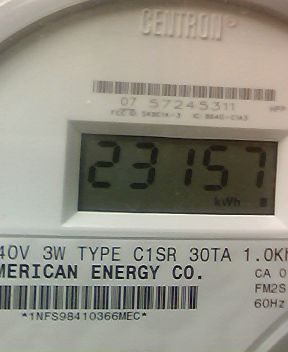 CENTRON
07 57245311
23157
kWh
40V 3W TYPE C1SR 30TA 1.0Kh
MERICAN ENERGY CO.
CA 0
FM2S
60Hz
*1NFS98410366MEC*